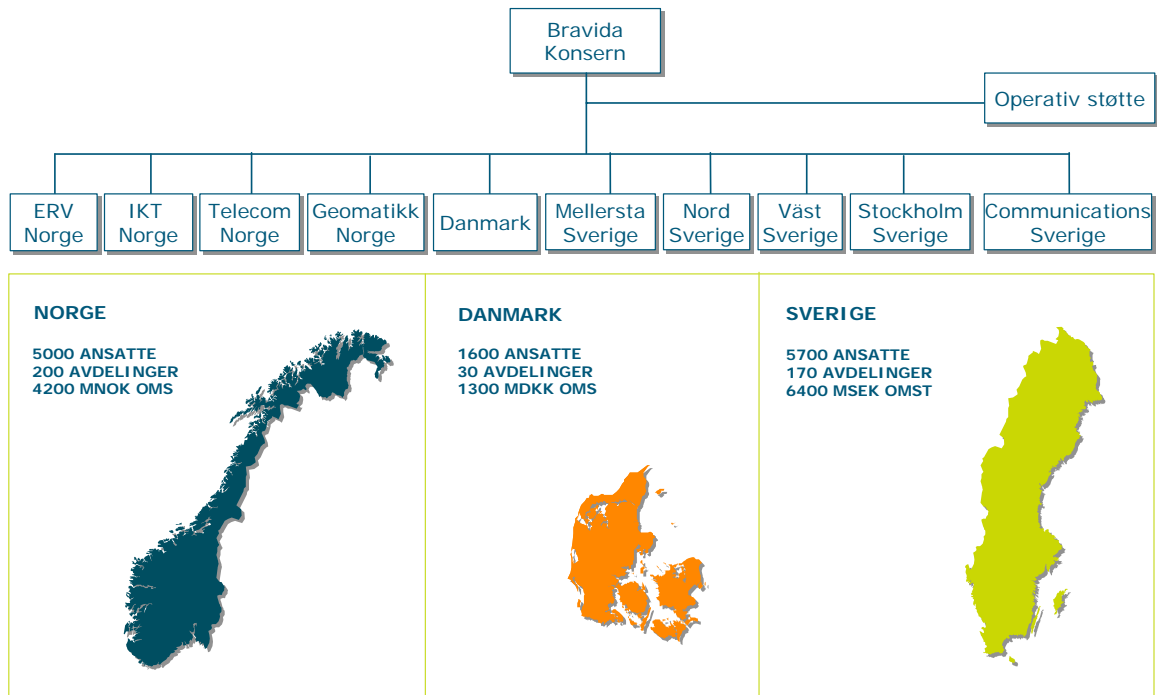 Bravida
Konsern
Operativ støtte
ERV
Norge
IKT
Norge
Telecom
Norge
Geomatikk
Norge
Danmark
Mellersta
Sverige
Nord
Sverige
Väst
Sverige
Stockholm
Sverige
Communications
Sverige
NORGE
5000 ANSATTE
200 AVDELINGER
4200 MNOK OMS
DANMARK
1600 ANSATTE
30 AVDELINGER
1300 MDKK OMS
SVERIGE
5700 ANSATTE
170 AVDELINGER
6400 MSEK OMST